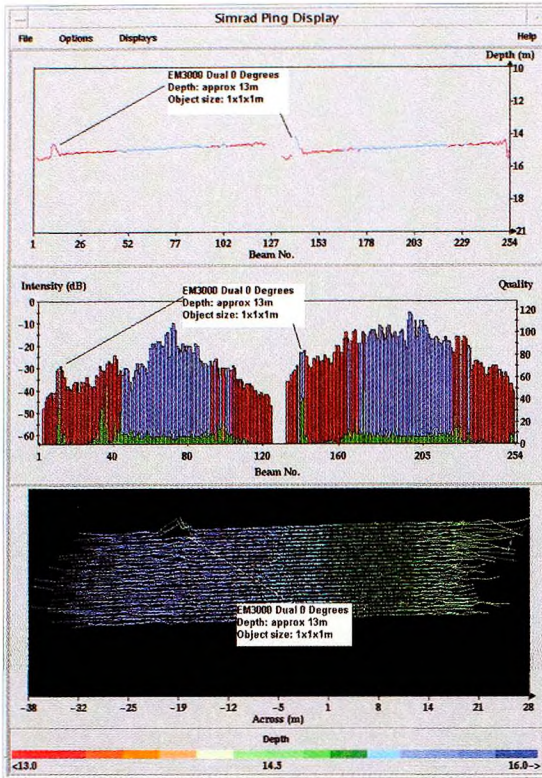 Simrad Ping Display
File Options Displays Help
Depth (m)
EM3000 Dual 0 Degrees
Depth: approx 13m
Object size: 1x1x1m
10
12
14
16
18
21
1 26 52 77 102 127 153 178 203 229 254
Beam No.
Intensity (dB) Quality
EM3000 Dual 0 Degrees
Depth: approx 13m
Object size: 1x1x1m
0
-10
-20
-30
-40
-50
-60
120
100
80
60
40
20
0
1 40 80 120 160 205 254
Beam No.
EM3000 Dual 0 Degrees
Depth: approx 13m
Object size: 1x1x1m
-38 -32 -25 -19 -12 -5 1 8 14 21 28
Across (m)
Depth
<13.0 14.5 16.0->